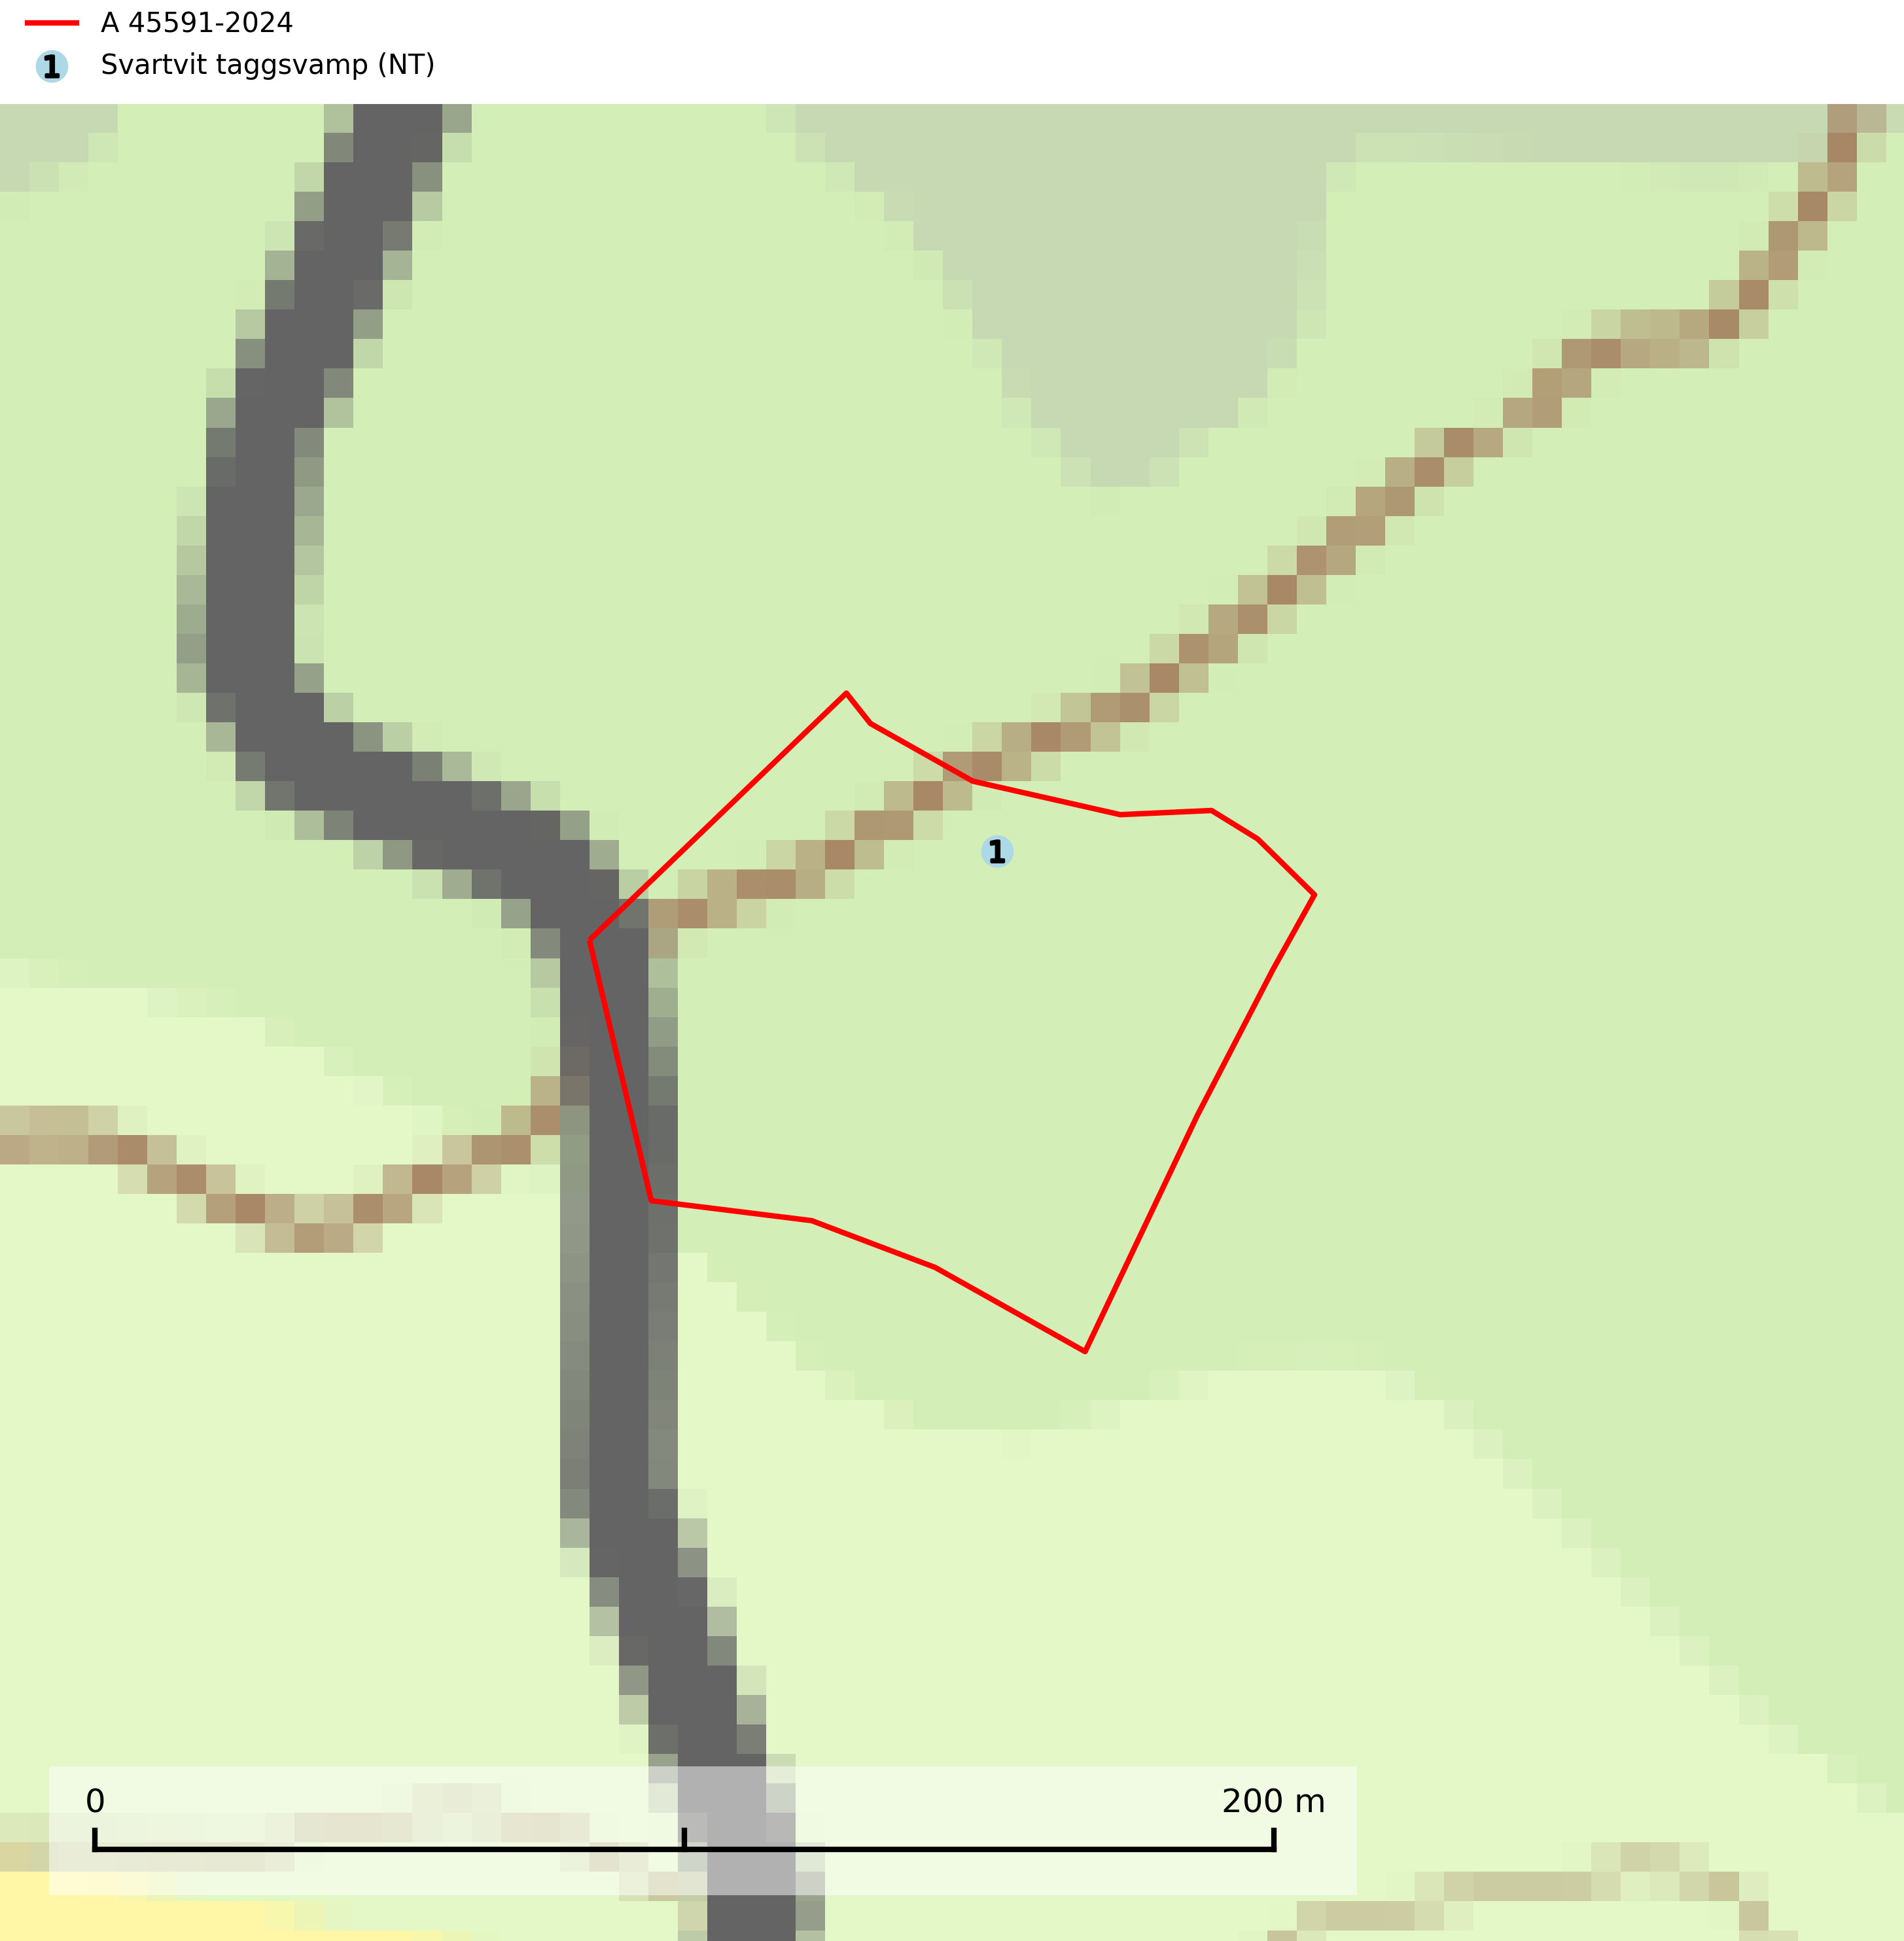 A 45591-2024
1 Svartvit taggsvamp (NT)
1
0 200 m